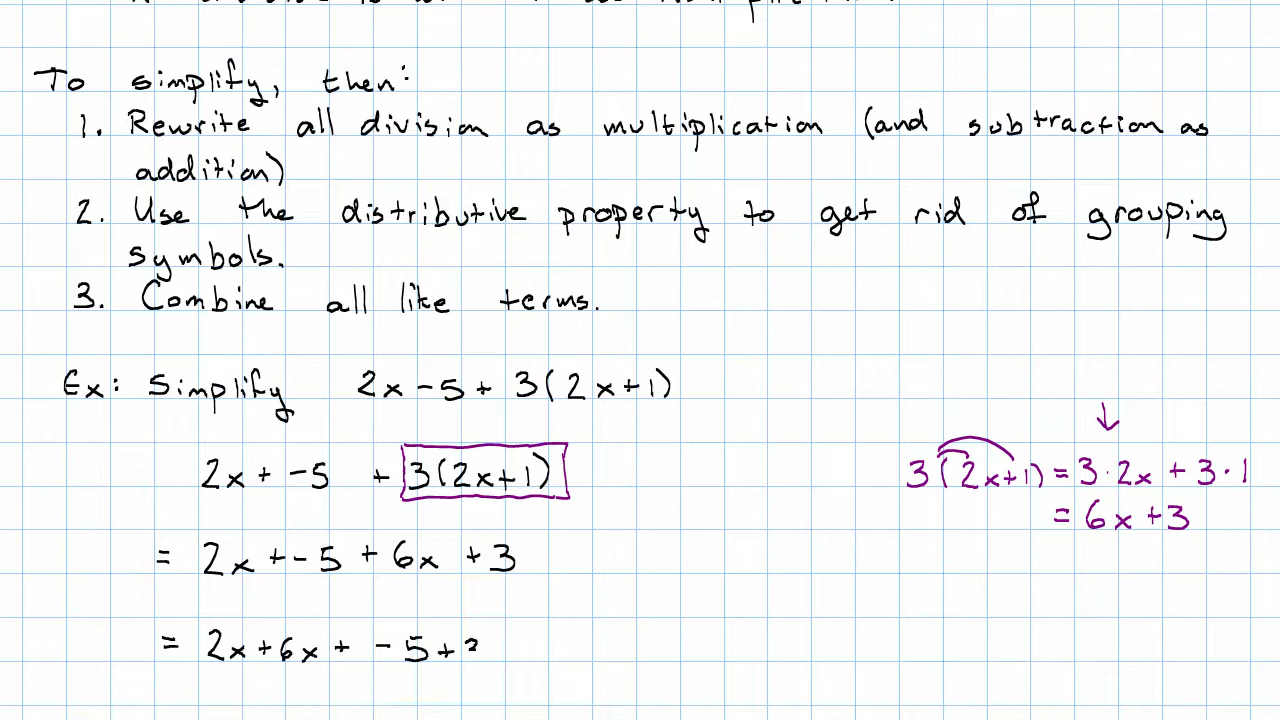 To simplify, then:
1. Rewrite all division as multiplication (and subtraction as
addition)
2. Use the distributive property to get rid of grouping
symbols.
3. Combine all like terms.
Ex: Simplify 2x - 5 + 3(2x+1)
2x + -5 + 3(2x+1)
3(2x+1) = 3·2x + 3·1
= 6x + 3
= 2x + -5 + 6x + 3
= 2x + 6x + -5 +